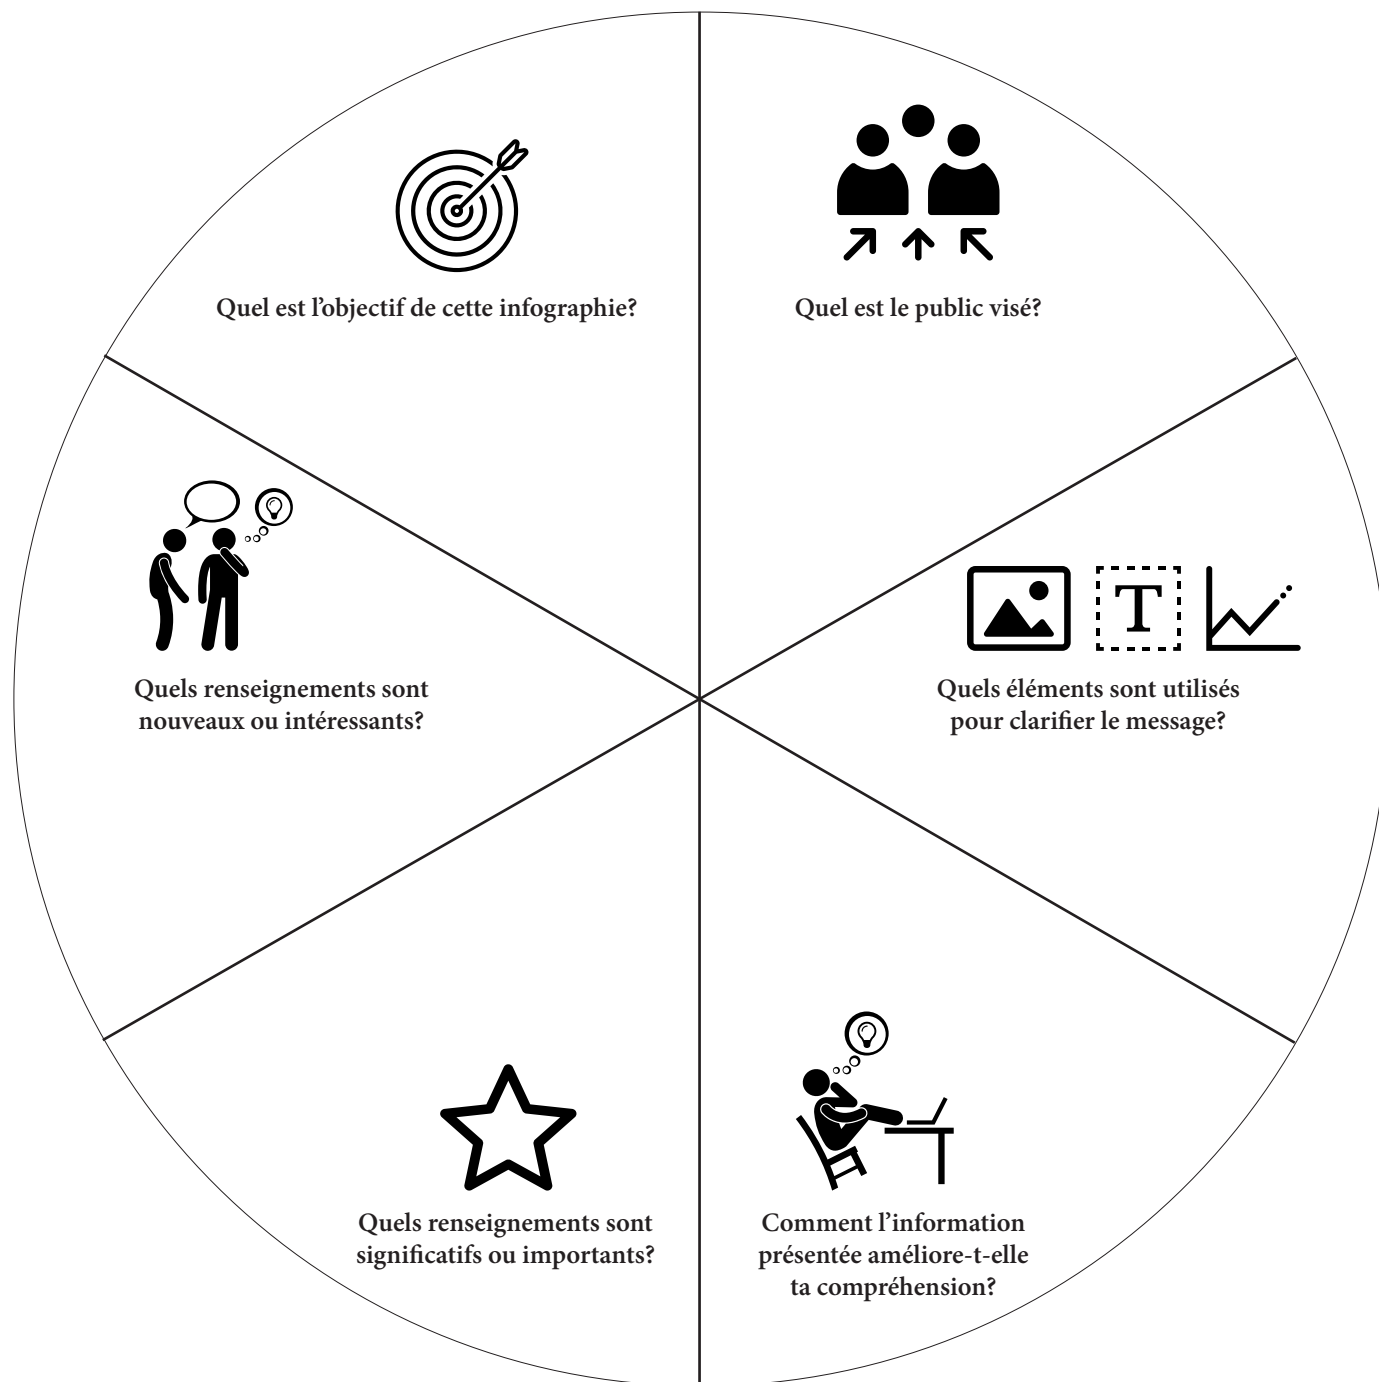 Quel est l’objectif de cette infographie?
Quel est le public visé?
Quels renseignements sont
nouveaux ou intéressants?
T
Quels éléments sont utilisés
pour clarifier le message?
Quels renseignements sont
significatifs ou importants?
Comment l’information
présentée améliore-t-elle
ta compréhension?